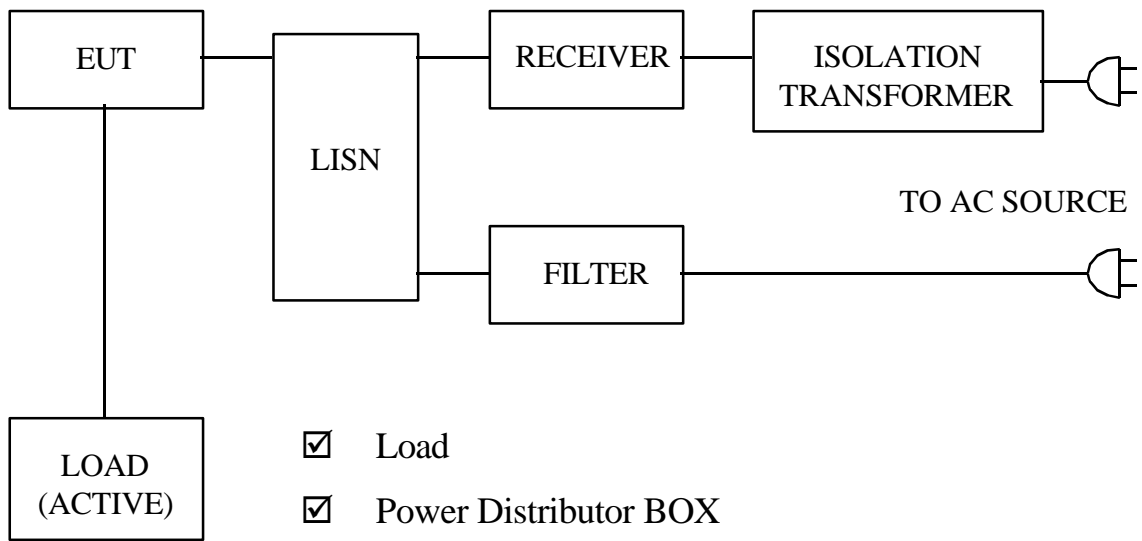 EUT
LISN
RECEIVER
ISOLATION
TRANSFORMER
TO AC SOURCE
FILTER
LOAD
(ACTIVE)
☑ Load
☑ Power Distributor BOX